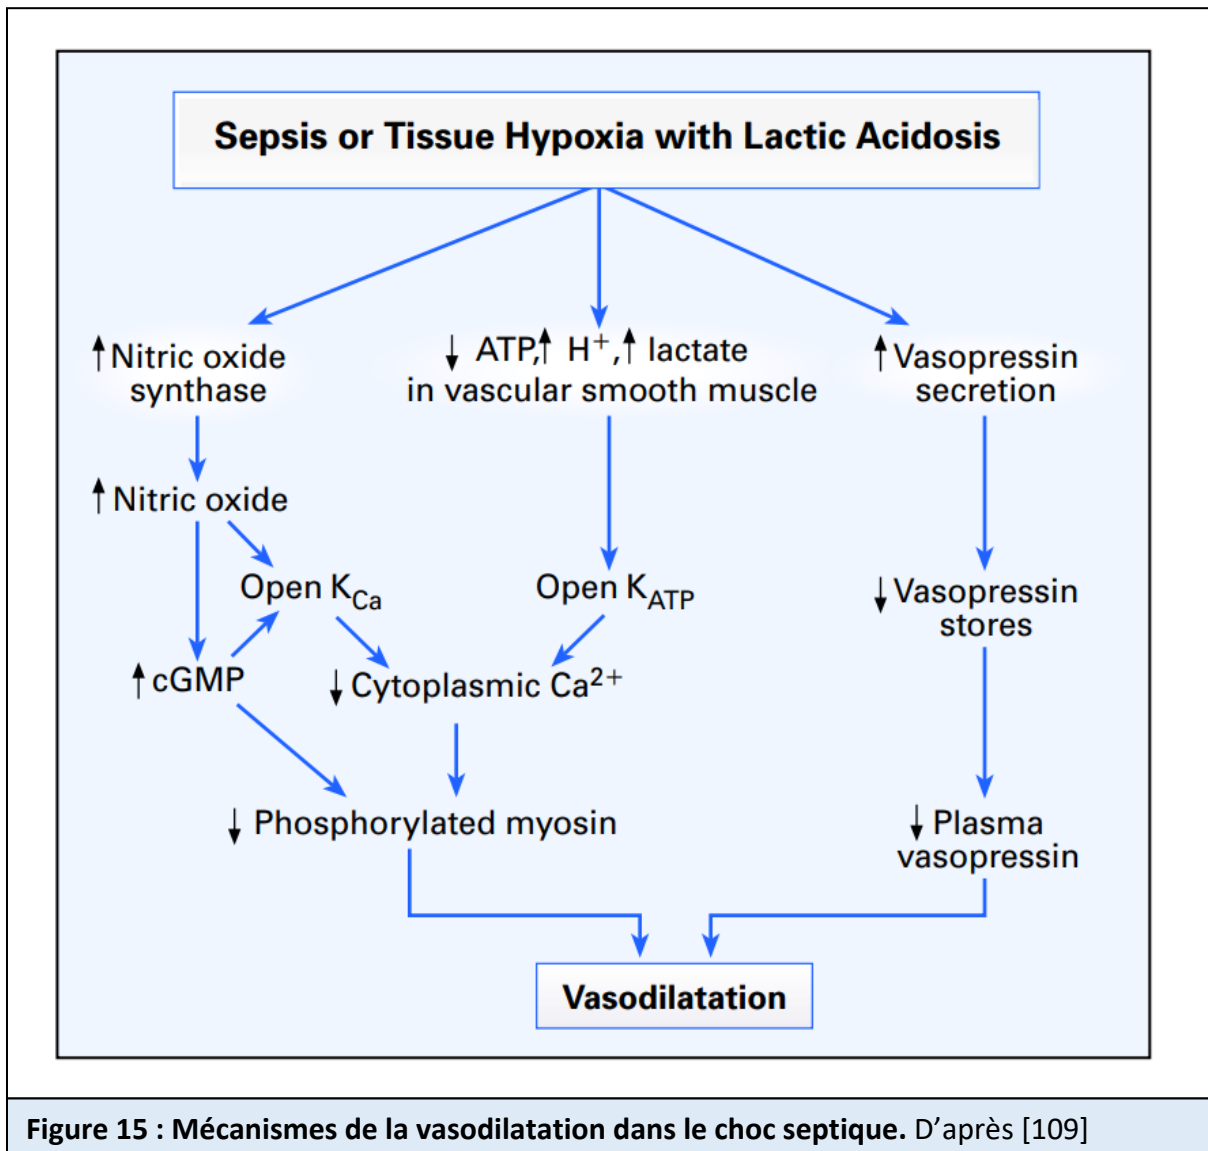 Sepsis or Tissue Hypoxia with Lactic Acidosis
↑ Nitric oxide
synthase
↓ ATP,↑ H⁺,↑ lactate
in vascular smooth muscle
↑ Vasopressin
secretion
↑ Nitric oxide
Open K_Ca
Open K_ATP
↓ Vasopressin
stores
↑ cGMP
↓ Cytoplasmic Ca²⁺
↓ Phosphorylated myosin
↓ Plasma
vasopressin
Vasodilatation
Figure 15 : Mécanismes de la vasodilatation dans le choc septique. D’après [109]